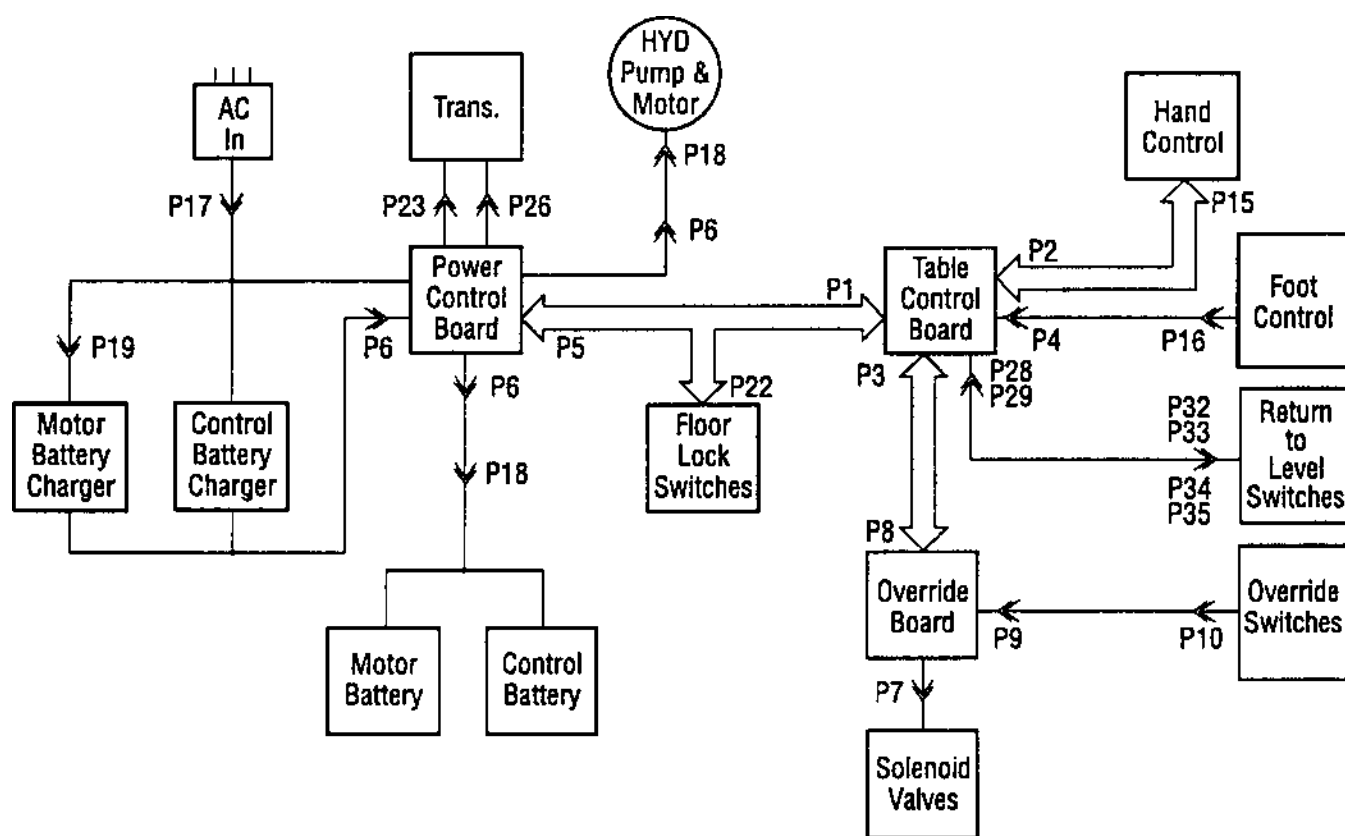 HYD
Pump &
Motor
AC
In
Trans.
Hand
Control
P18
P17
P23
P26
P15
P6
P2
Power
Control
Board
Table
Control
Board
Foot
Control
P1
P19
P6
P5
P4
P16
P6
P22
P3
P28
P29
Motor
Battery
Charger
Control
Battery
Charger
Floor
Lock
Switches
P32
P33
Return
to
Level
Switches
P18
P34
P35
P8
Override
Board
Override
Switches
P9
P10
Motor
Battery
Control
Battery
P7
Solenoid
Valves